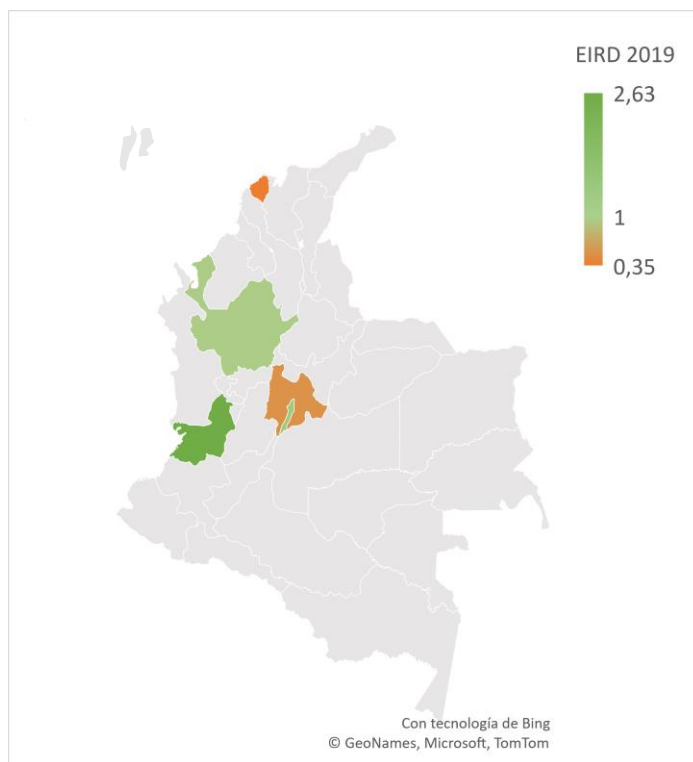 EIRD 2019
2,63
1
0,35
Con tecnología de Bing
© GeoNames, Microsoft, TomTom